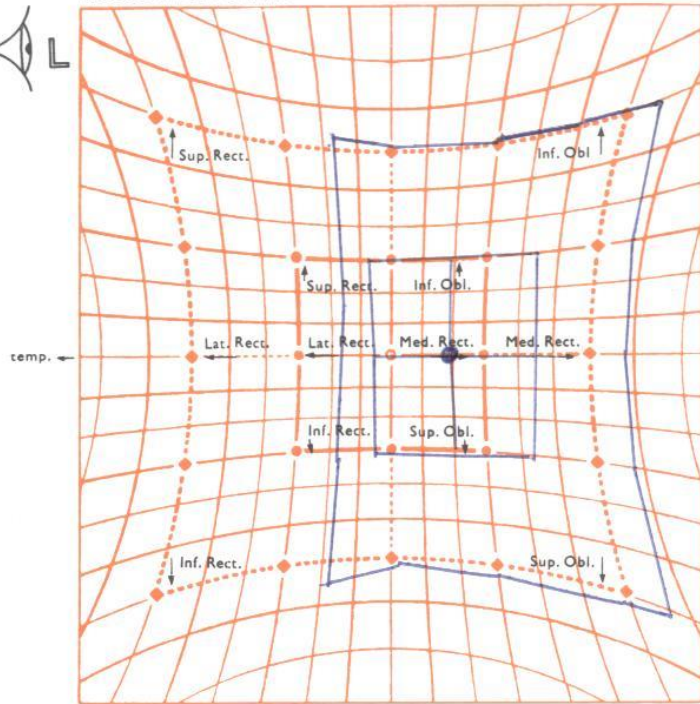 L
Sup. Rect. Inf. Obl
Sup. Rect. Inf. Obl.
temp. Lat. Rect. Lat. Rect. Med. Rect. Med. Rect.
Inf. Rect. Sup. Obl.
Inf. Rect. Sup. Obl.